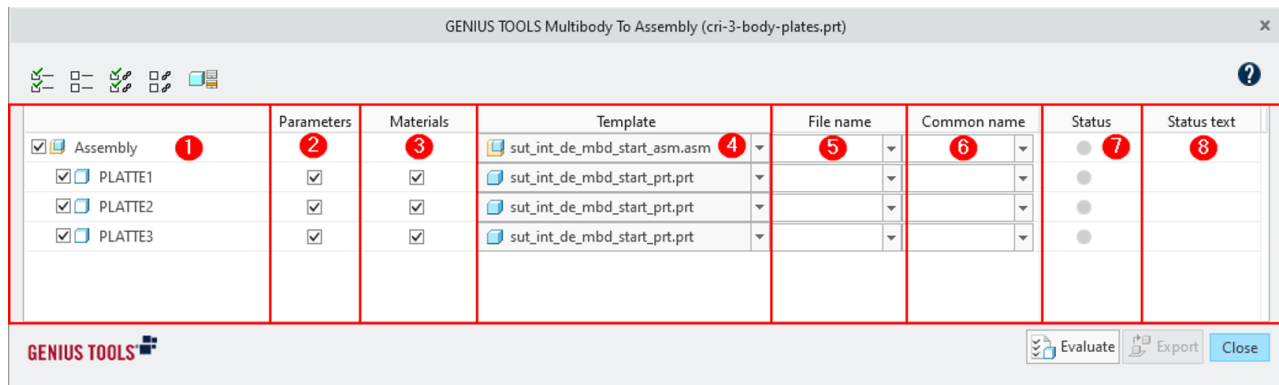 GENIUS TOOLS Multibody To Assembly (cri-3-body-plates.prt)
Parameters Materials Template File name Common name Status Status text
Assembly 1 2 3 sut_int_de_mbd_start_asm.asm 4 5 6 7 8
PLATTE1 sut_int_de_mbd_start_prt.prt
PLATTE2 sut_int_de_mbd_start_prt.prt
PLATTE3 sut_int_de_mbd_start_prt.prt
GENIUS TOOLS Evaluate Export Close